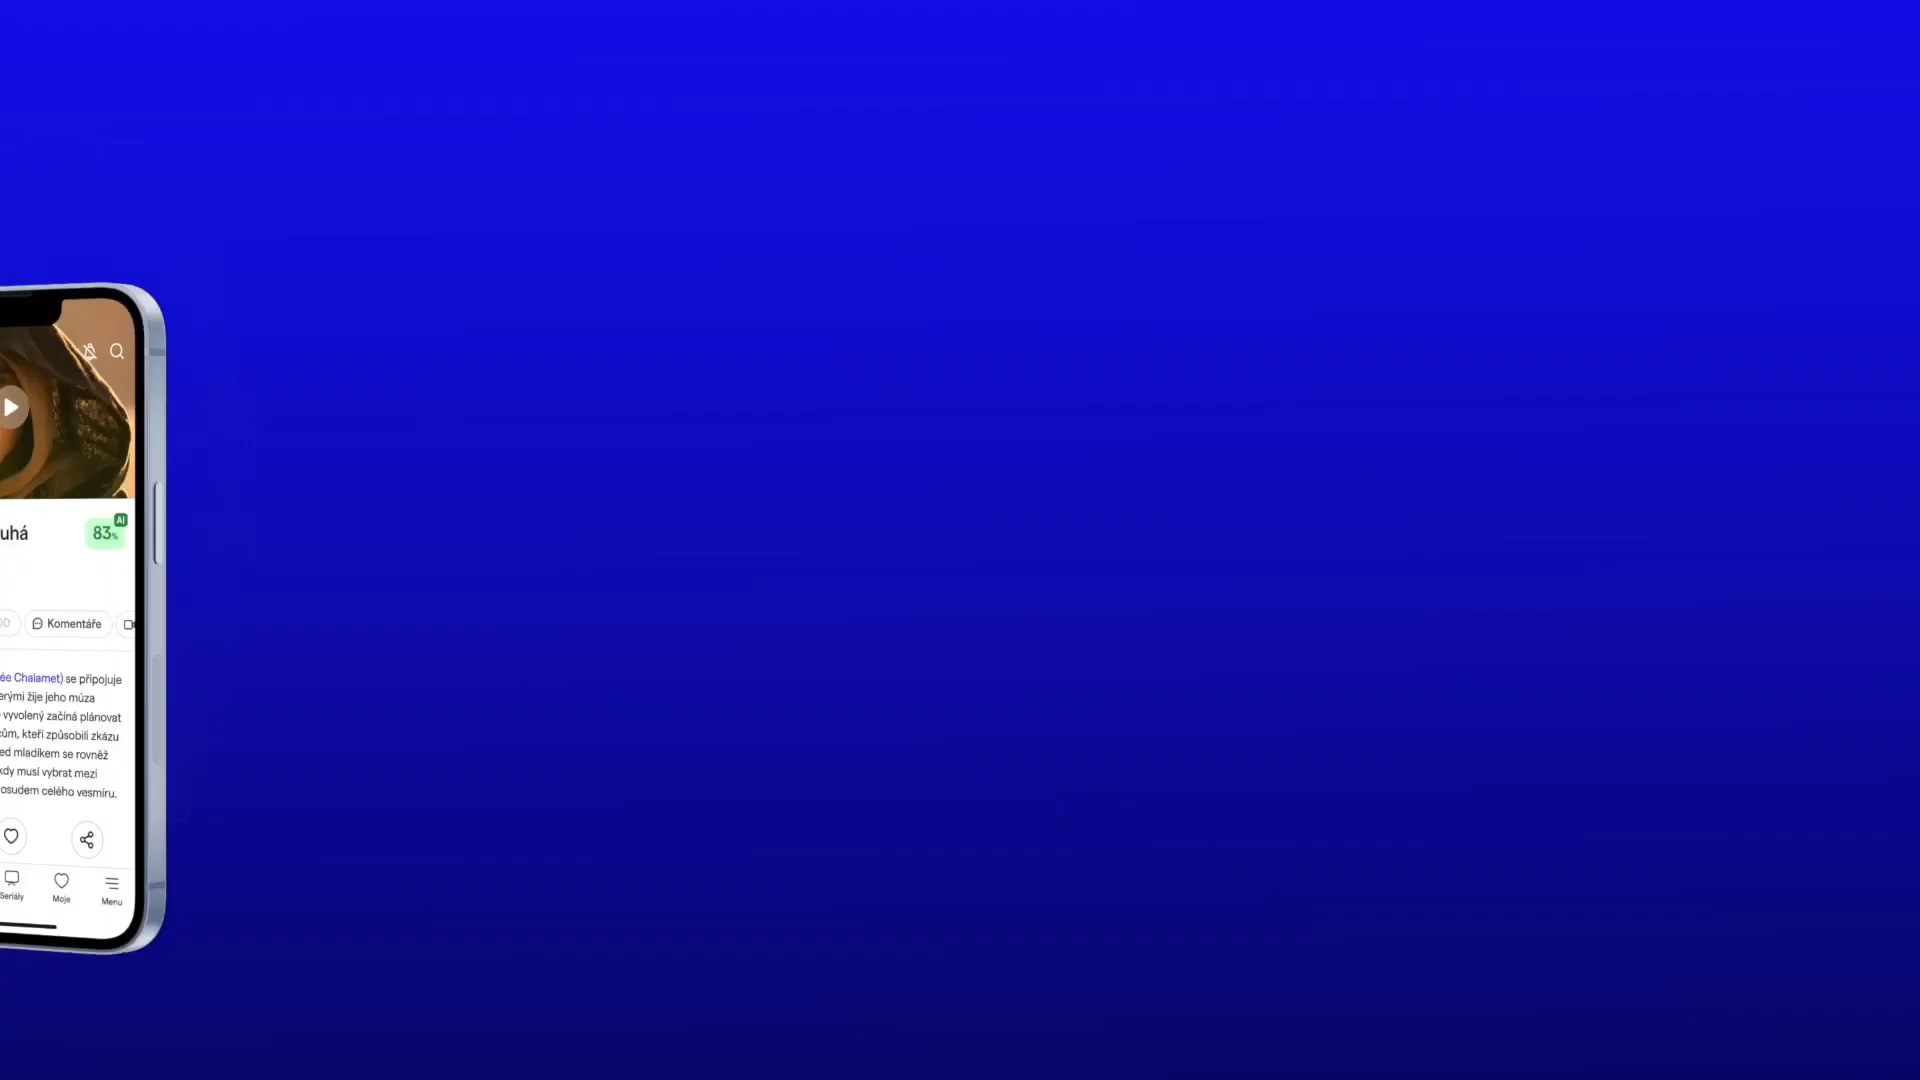 uhá
AI
83%
Komentáře
ée Chalamet) se připojuje
erými žije jeho múza
vyvolený začíná plánovat
ům, kteří způsobili zkázu
ed mladíkem se rovněž
kdy musí vybrat mezi
osudem celého vesmíru.
Seriály
Moje
Menu